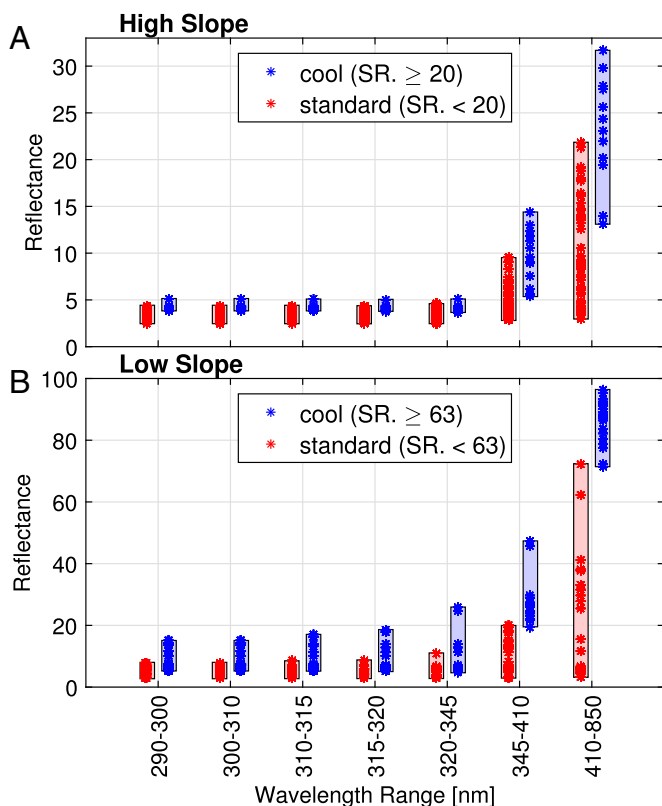 A
High Slope
cool (SR. ≥ 20)
standard (SR. < 20)
Reflectance
30
25
20
15
10
5
0
B
Low Slope
cool (SR. ≥ 63)
standard (SR. < 63)
Reflectance
100
80
60
40
20
0
290-300
300-310
310-315
315-320
320-345
345-410
410-850
Wavelength Range [nm]